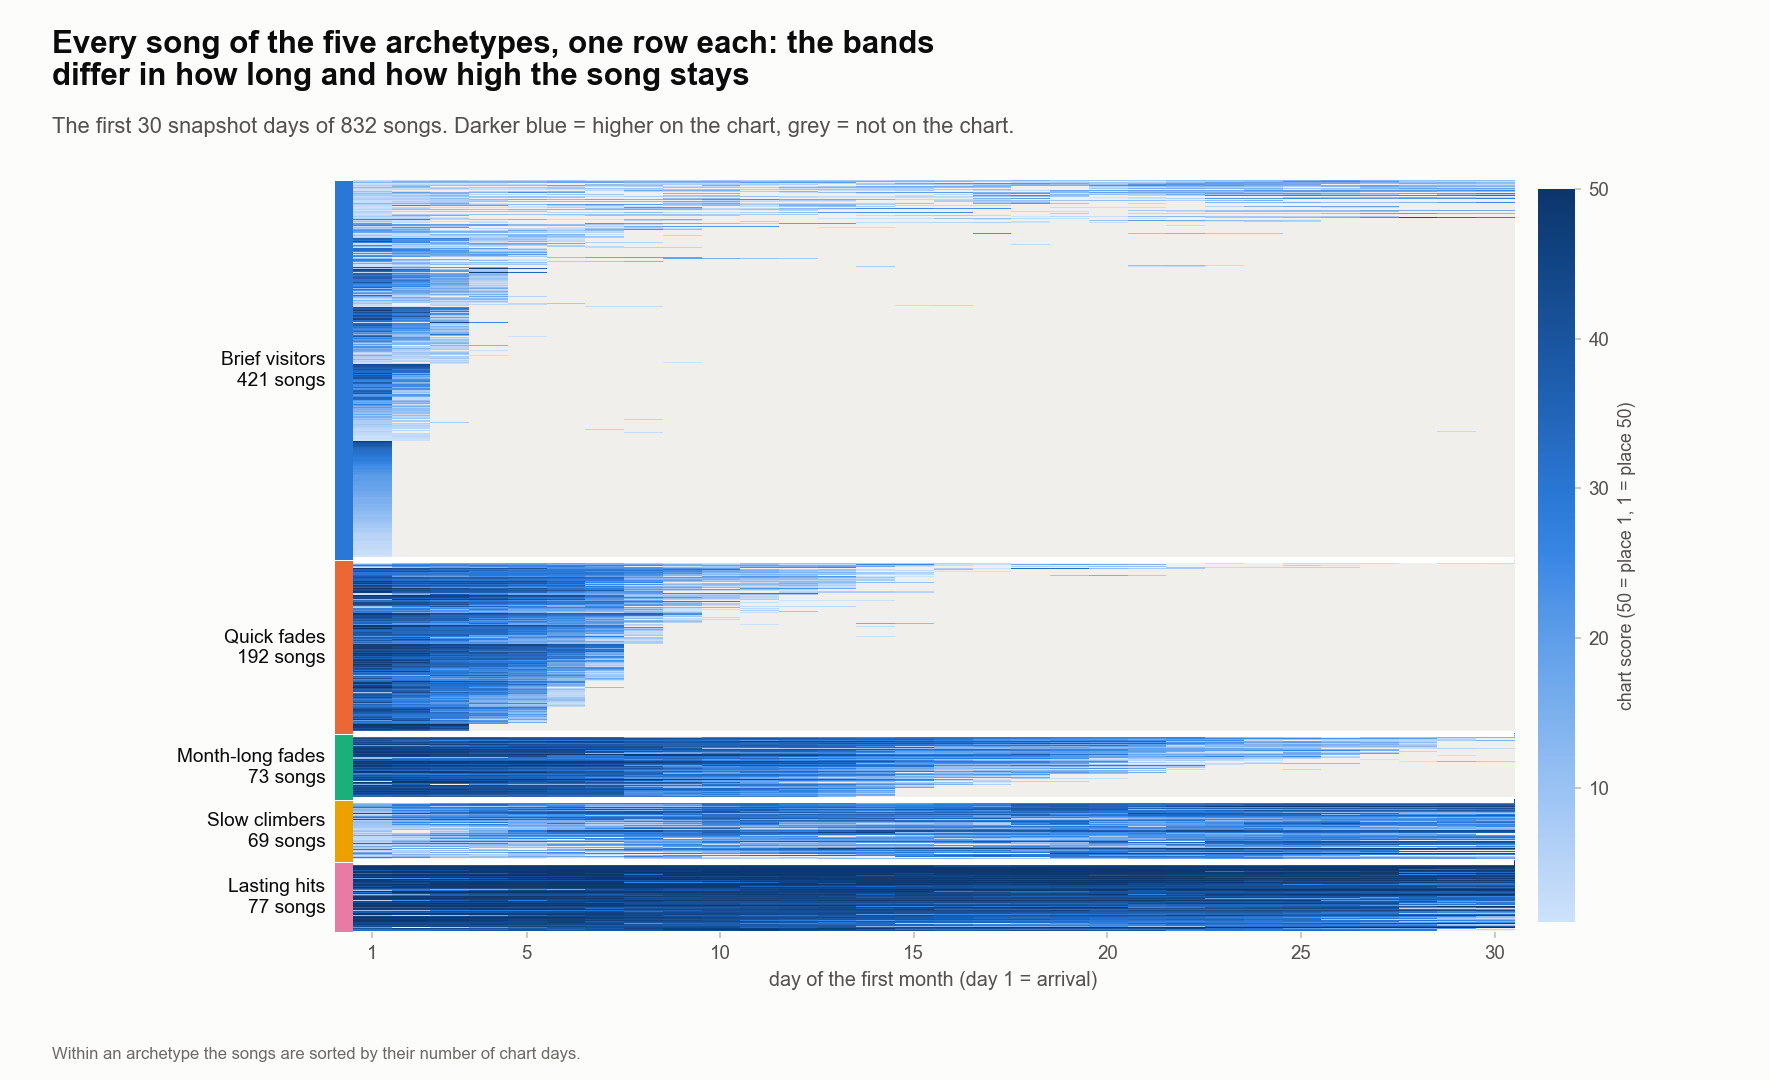 Every song of the five archetypes, one row each: the bands
differ in how long and how high the song stays
The first 30 snapshot days of 832 songs. Darker blue = higher on the chart, grey = not on the chart.
Brief visitors
421 songs
Quick fades
192 songs
Month-long fades
73 songs
Slow climbers
69 songs
Lasting hits
77 songs
1 5 10 15 20 25 30
day of the first month (day 1 = arrival)
50
40
30
20
10
chart score (50 = place 1, 1 = place 50)
Within an archetype the songs are sorted by their number of chart days.